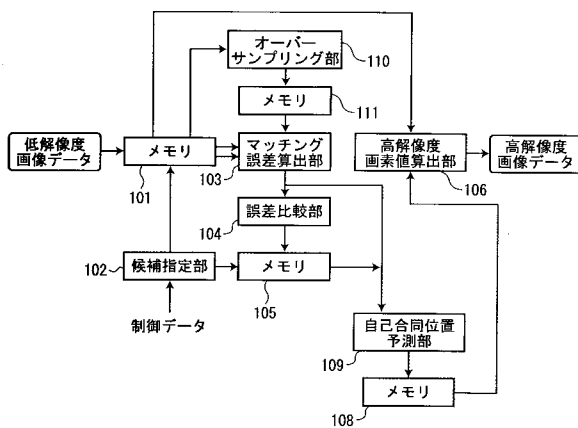 オーバー
サンプリング部
110
メモリ
111
低解像度
画像データ
メモリ
101
マッチング
誤差算出部
103
高解像度
画素値算出部
106
高解像度
画像データ
誤差比較部
104
102
候補指定部
メモリ
105
制御データ
自己合同位置
予測部
109
メモリ
108